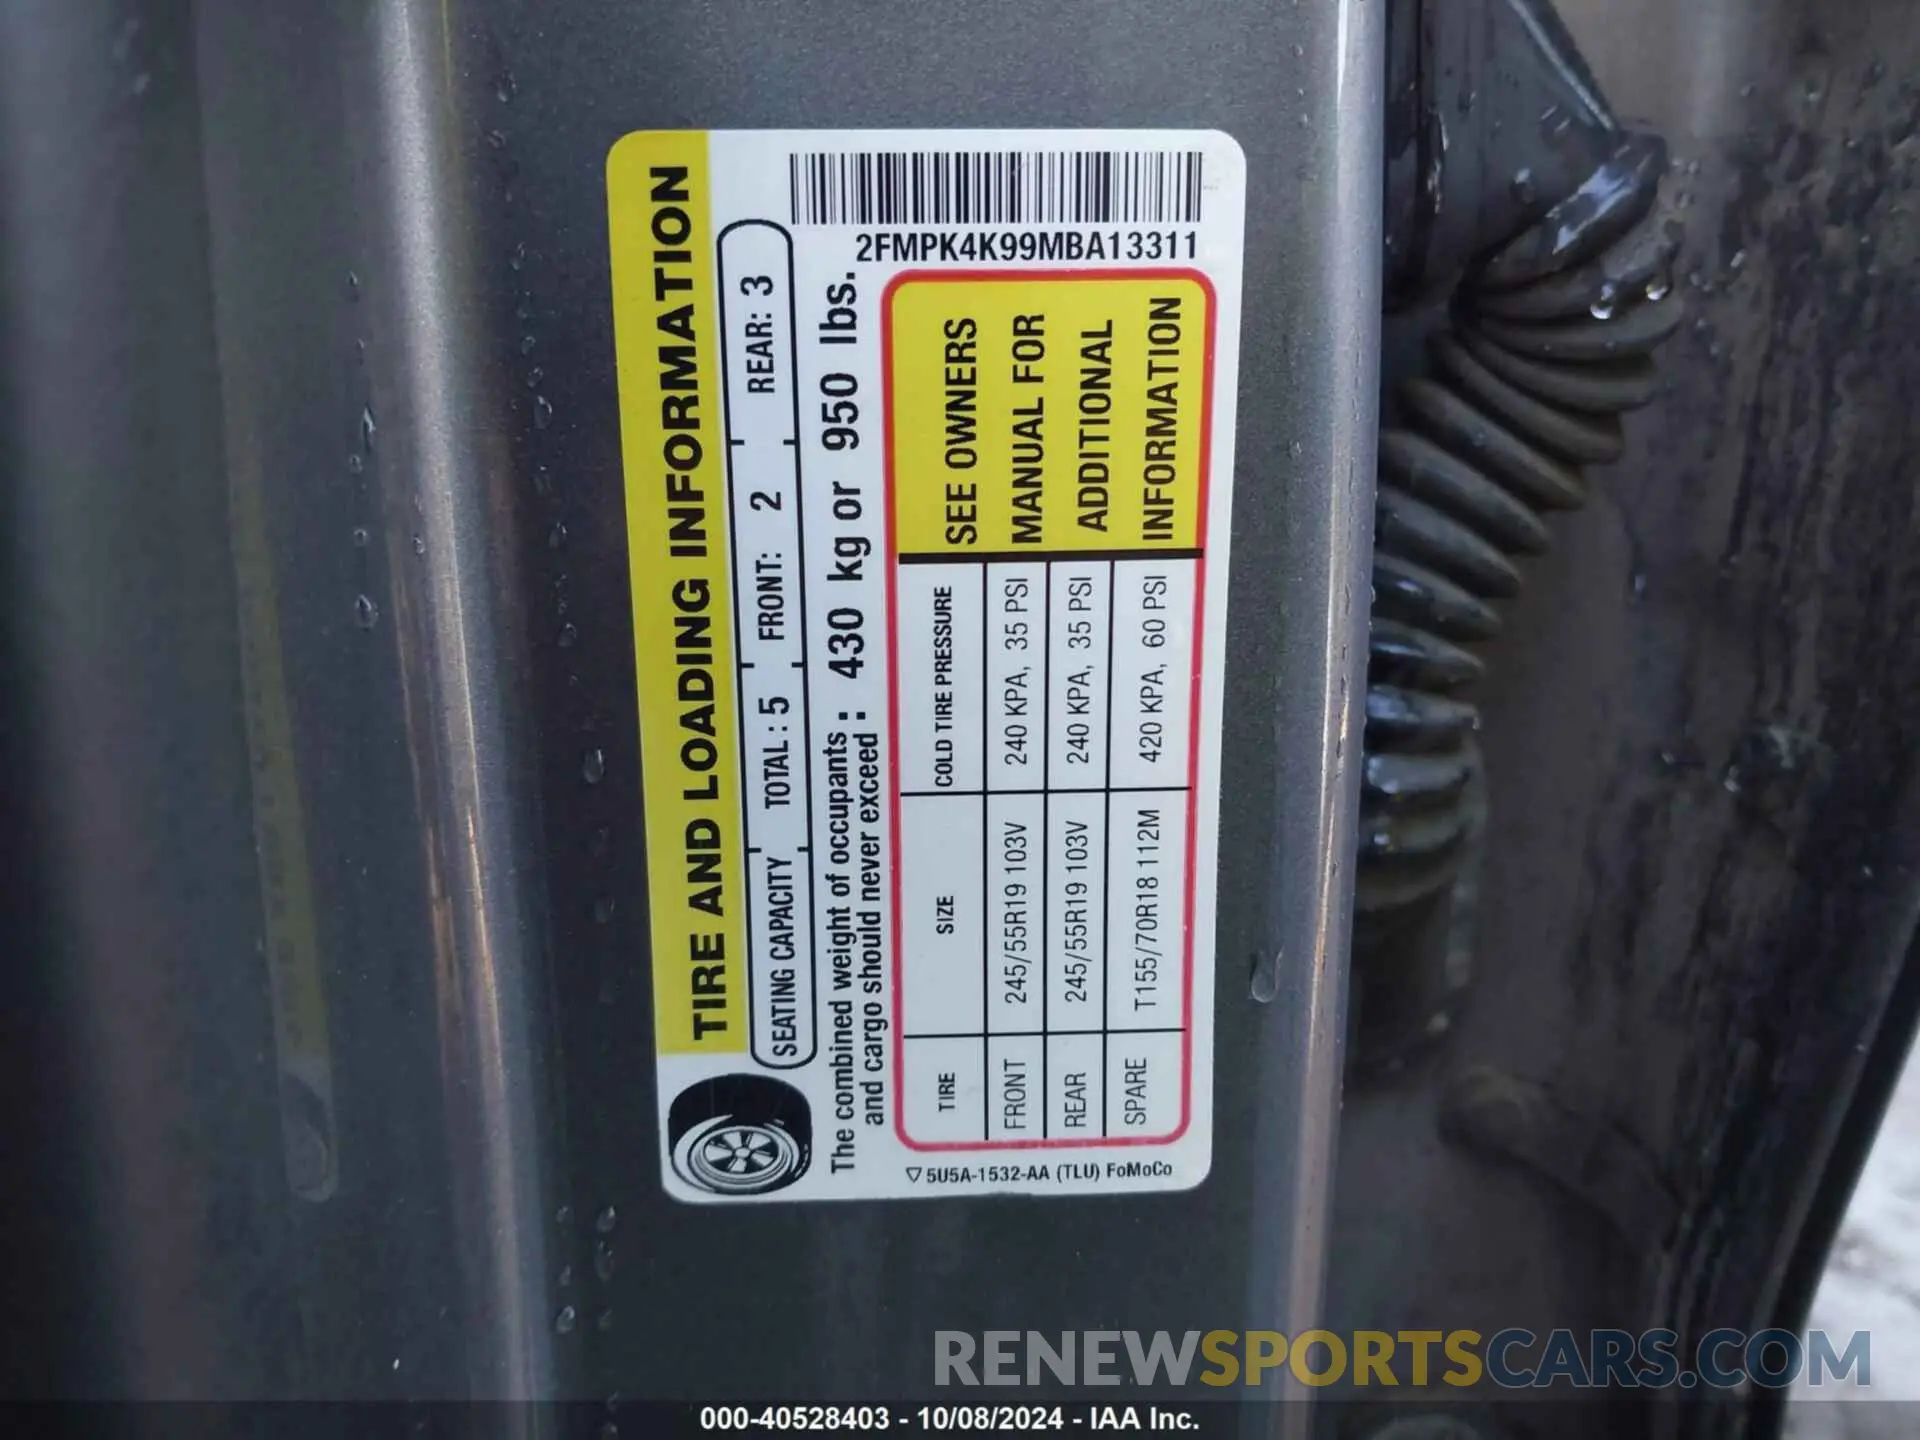 TIRE AND LOADING INFORMATION
SEATING CAPACITY TOTAL : 5 FRONT: 2 REAR: 3
The combined weight of occupants and cargo should never exceed : 430 kg or 950 lbs.
2FMPK4K99MBA13311
TIRE SIZE COLD TIRE PRESSURE
FRONT 245/55R19 103V 240 KPA, 35 PSI
REAR 245/55R19 103V 240 KPA, 35 PSI
SPARE T155/70R18 112M 420 KPA, 60 PSI
SEE OWNERS
MANUAL FOR
ADDITIONAL
INFORMATION
5U5A-1532-AA (TLU) FoMoCo
RENEWSPORTSCARS.COM
000-40528403 - 10/08/2024 - IAA Inc.